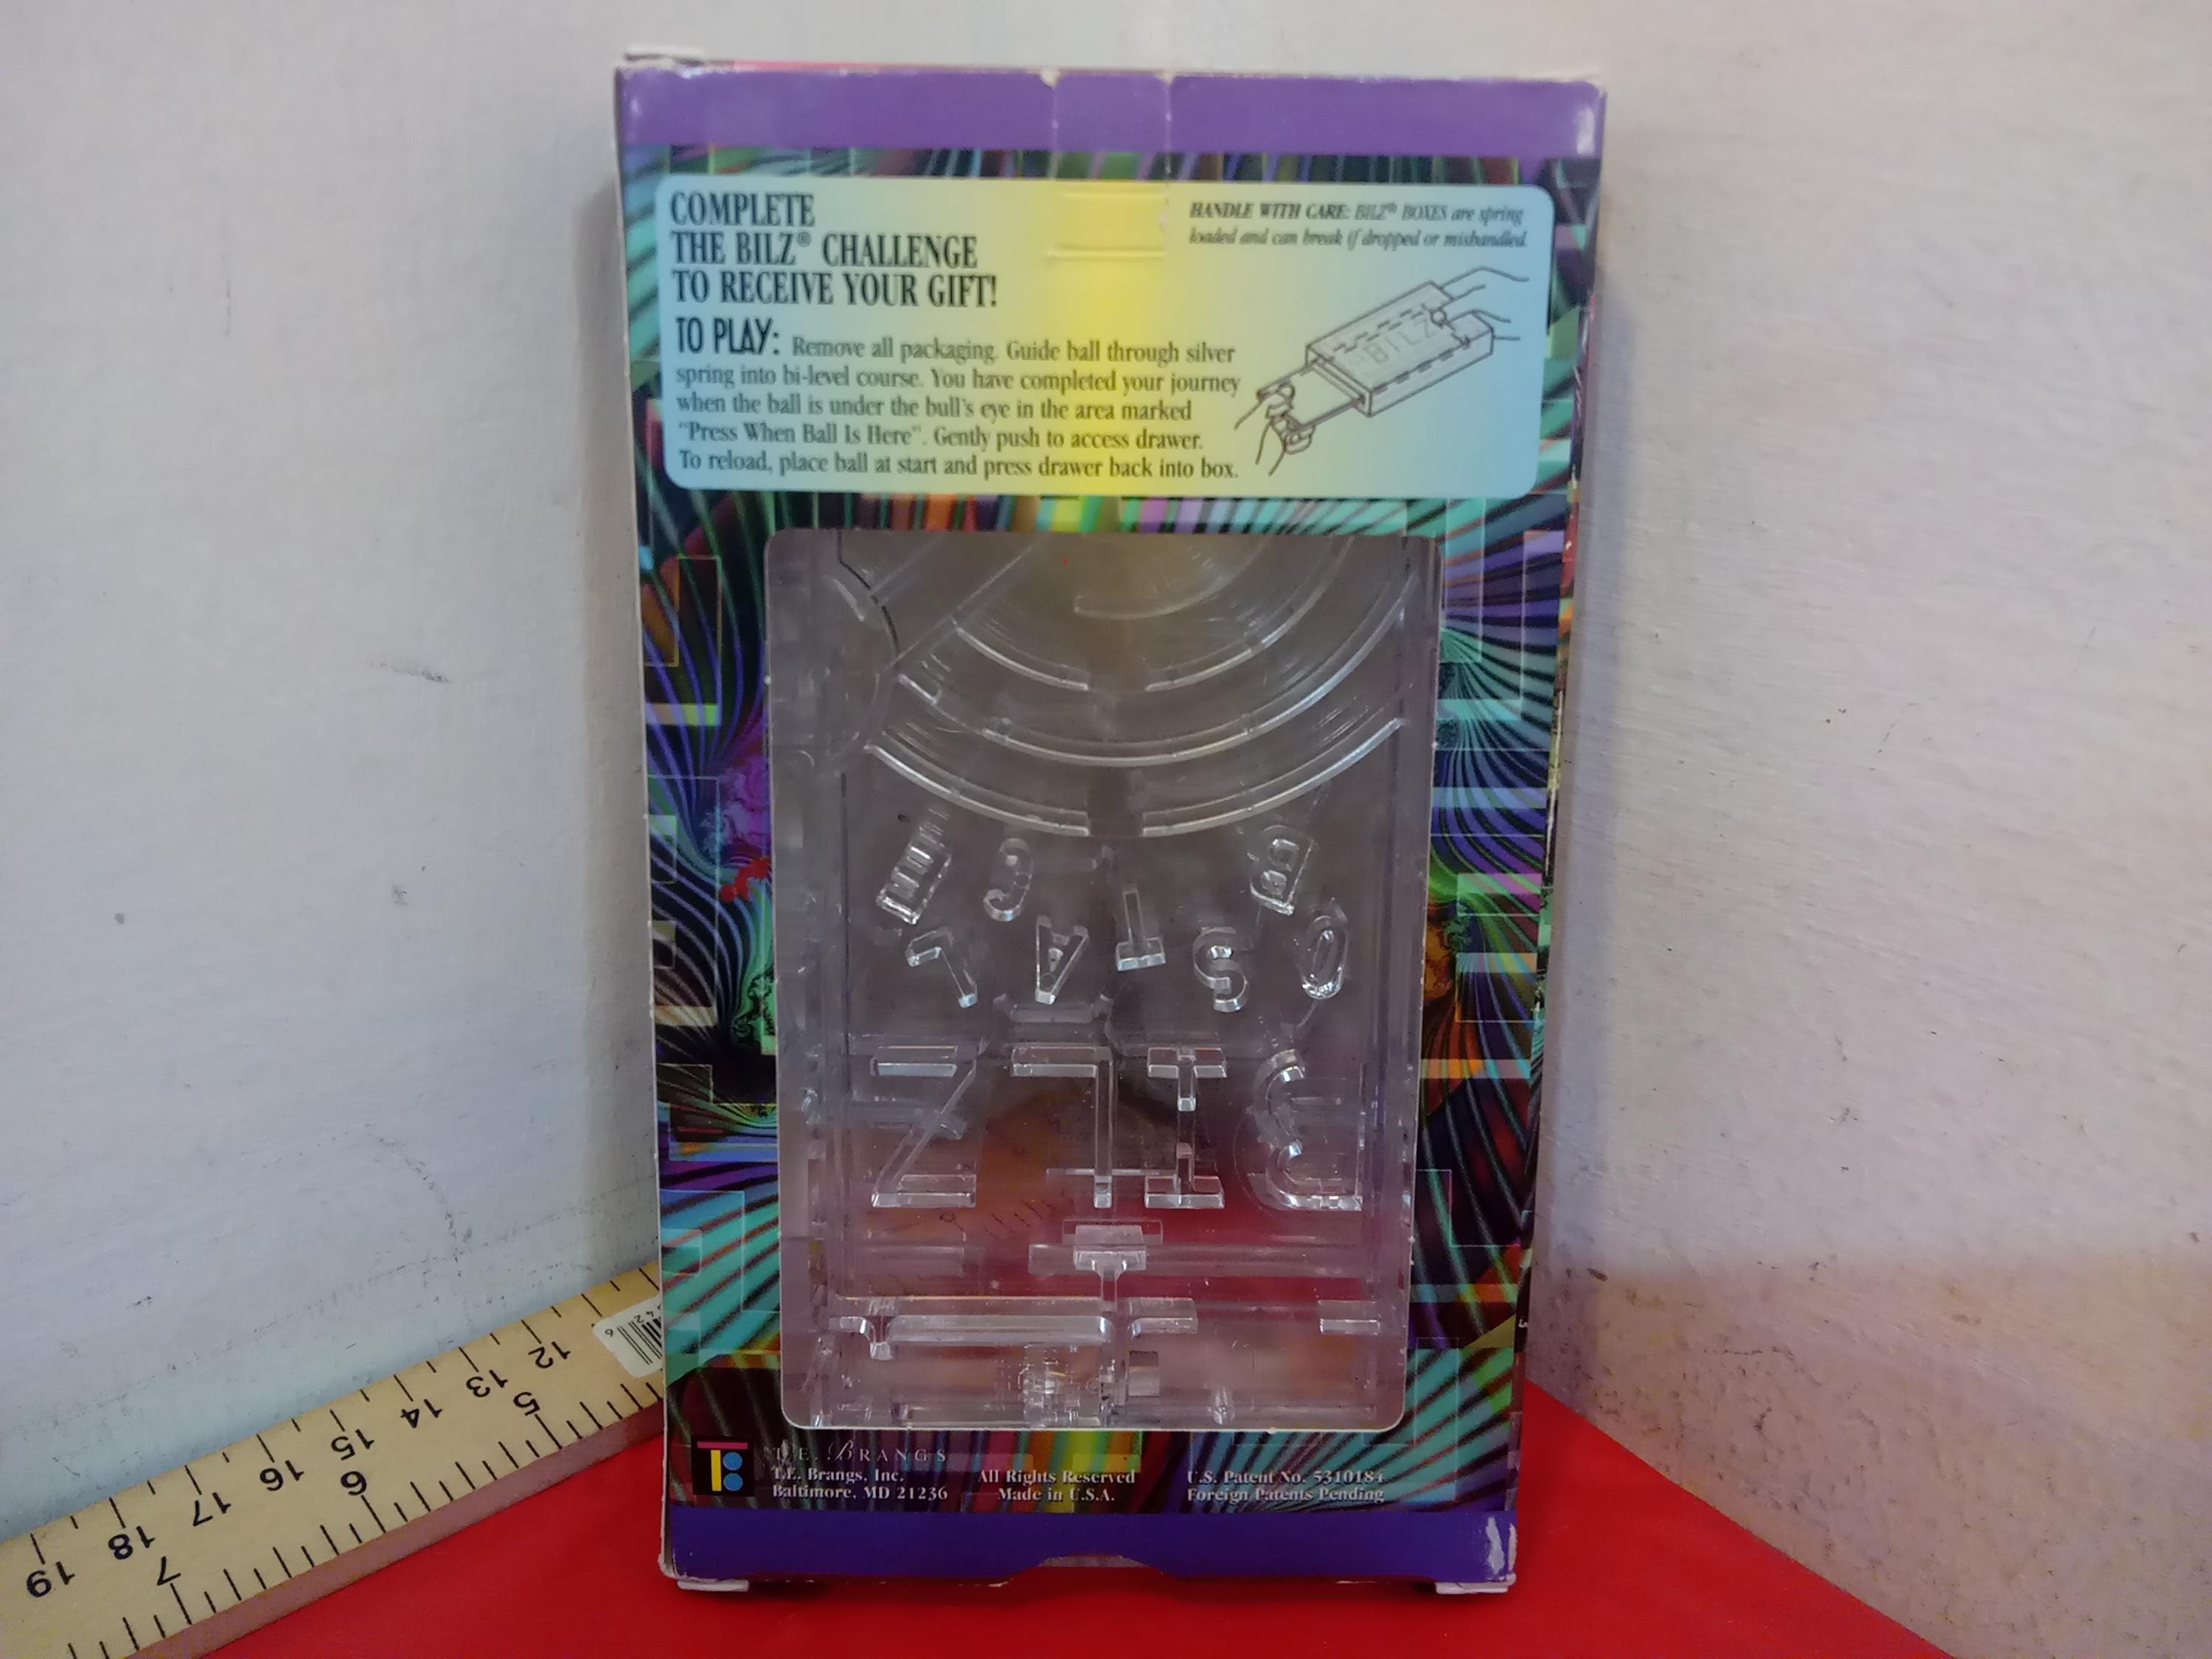 COMPLETE
THE BILZ® CHALLENGE
TO RECEIVE YOUR GIFT!
HANDLE WITH CARE: BILZ® BOXES are spring
loaded and can break if dropped or mishandled.
BILZ
TO PLAY: Remove all packaging. Guide ball through silver
spring into bi-level course. You have completed your journey
when the ball is under the bull's eye in the area marked
"Press When Ball Is Here". Gently push to access drawer.
To reload, place ball at start and press drawer back into box.
OBSTACLE
BILZ
T.E. BRANGS
T.E. Brangs, Inc.
Baltimore, MD 21236
All Rights Reserved
Made in U.S.A.
U.S. Patent No. 5310184
Foreign Patents Pending
12
13
14
15
16
17
18
19
5
6
7